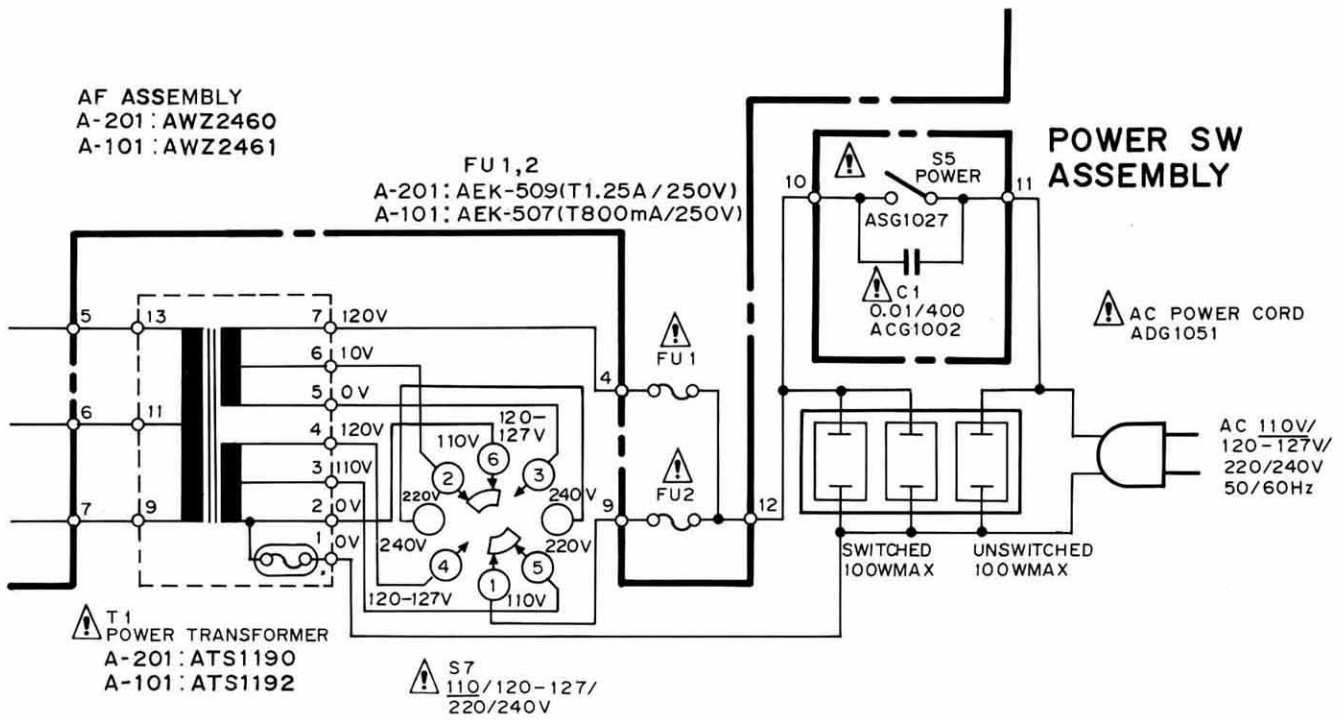 AF ASSEMBLY
A-201:AWZ2460
A-101:AWZ2461
FU 1,2
A-201:AEK-509(T1.25A/250V)
A-101:AEK-507(T800mA/250V)
POWER SW
ASSEMBLY
S5
POWER
10
11
ASG1027
C1
0.01/400
ACG1002
AC POWER CORD
ADG1051
5
13
7
120V
6
10V
5
0V
6
11
4
120V
3
110V
2
0V
7
9
1
0V
120-
127V
110V
6
2
3
220V
240V
240V
220V
4
5
1
120-127V
110V
4
FU1
9
FU2
12
AC 110V/
120-127V/
220/240V
50/60Hz
SWITCHED
100WMAX
UNSWITCHED
100WMAX
T1
POWER TRANSFORMER
A-201:ATS1190
A-101:ATS1192
S7
110/120-127/
220/240V